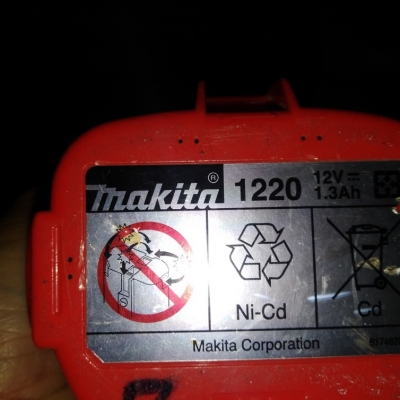 makita® 1220 12V⎓ 1.3Ah
Ni-Cd
Cd
Makita Corporation